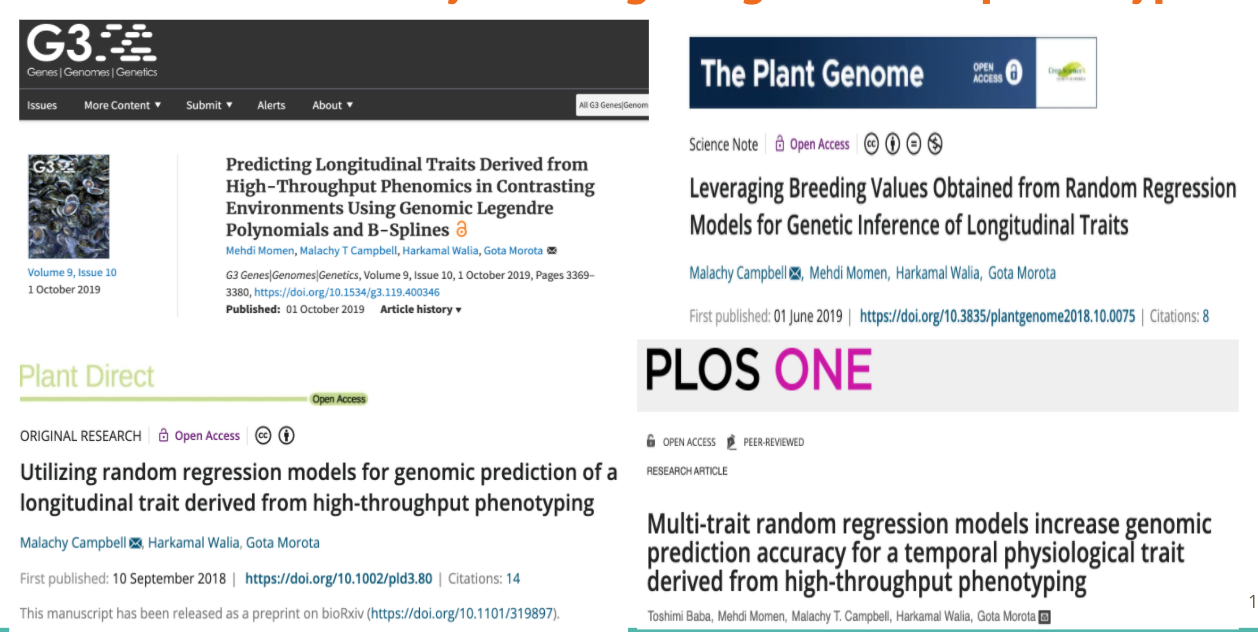 G3
Genes | Genomes | Genetics
Issues More Content ▼ Submit ▼ Alerts About ▼ All G3 Genes|Genom
G3
Volume 9, Issue 10
1 October 2019
Predicting Longitudinal Traits Derived from
High-Throughput Phenomics in Contrasting
Environments Using Genomic Legendre
Polynomials and B-Splines
Mehdi Momen, Malachy T Campbell, Harkamal Walia, Gota Morota
G3 Genes|Genomes|Genetics, Volume 9, Issue 10, 1 October 2019, Pages 3369–
3380, https://doi.org/10.1534/g3.119.400346
Published: 01 October 2019 Article history ▼
The Plant Genome OPEN ACCESS
Science Note | Open Access
Leveraging Breeding Values Obtained from Random Regression
Models for Genetic Inference of Longitudinal Traits
Malachy Campbell, Mehdi Momen, Harkamal Walia, Gota Morota
First published: 01 June 2019 | https://doi.org/10.3835/plantgenome2018.10.0075 | Citations: 8
Plant Direct
Open Access
ORIGINAL RESEARCH | Open Access
Utilizing random regression models for genomic prediction of a
longitudinal trait derived from high-throughput phenotyping
Malachy Campbell, Harkamal Walia, Gota Morota
First published: 10 September 2018 | https://doi.org/10.1002/pld3.80 | Citations: 14
This manuscript has been released as a preprint on bioRxiv (https://doi.org/10.1101/319897).
PLOS ONE
OPEN ACCESS PEER-REVIEWED
RESEARCH ARTICLE
Multi-trait random regression models increase genomic
prediction accuracy for a temporal physiological trait
derived from high-throughput phenotyping
Toshimi Baba, Mehdi Momen, Malachy T. Campbell, Harkamal Walia, Gota Morota
1